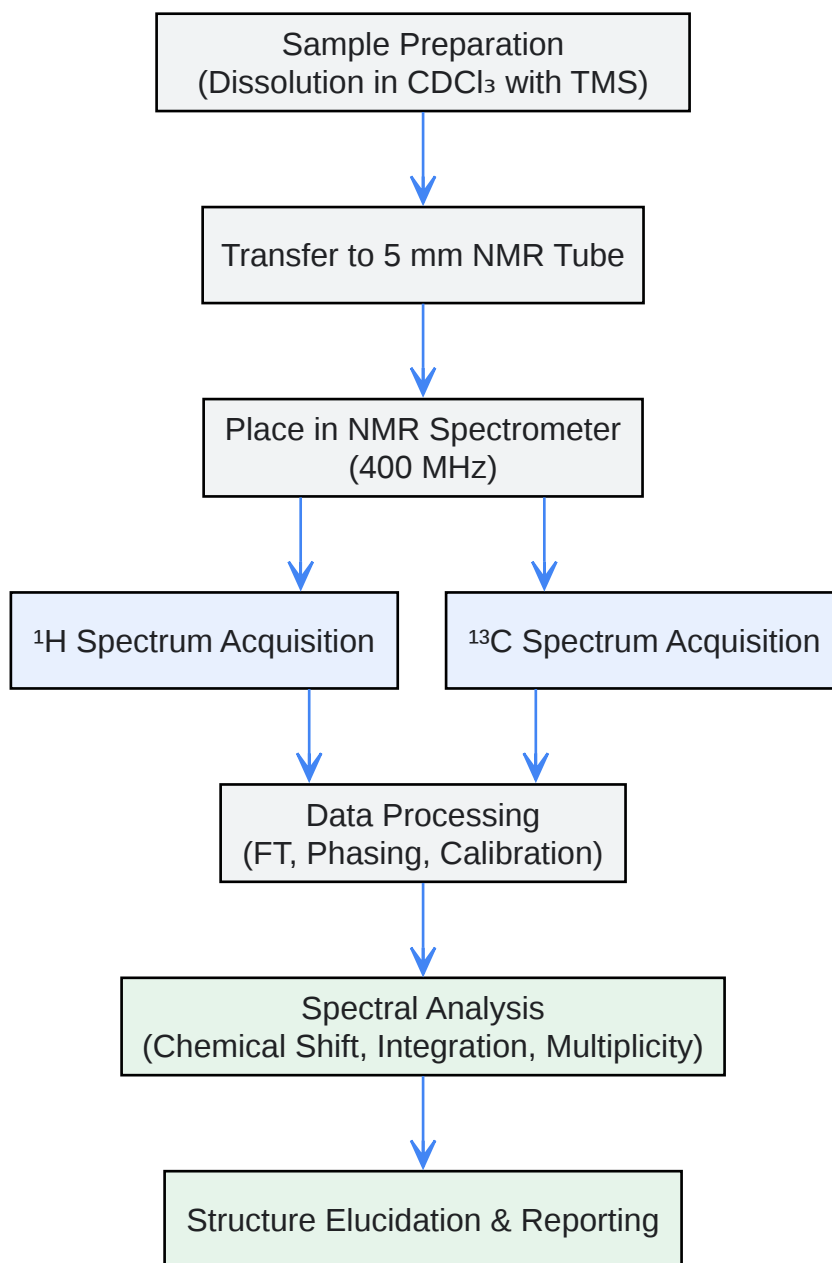 Sample Preparation
(Dissolution in CDCl₃ with TMS)
Transfer to 5 mm NMR Tube
Place in NMR Spectrometer
(400 MHz)
¹H Spectrum Acquisition
¹³C Spectrum Acquisition
Data Processing
(FT, Phasing, Calibration)
Spectral Analysis
(Chemical Shift, Integration, Multiplicity)
Structure Elucidation & Reporting